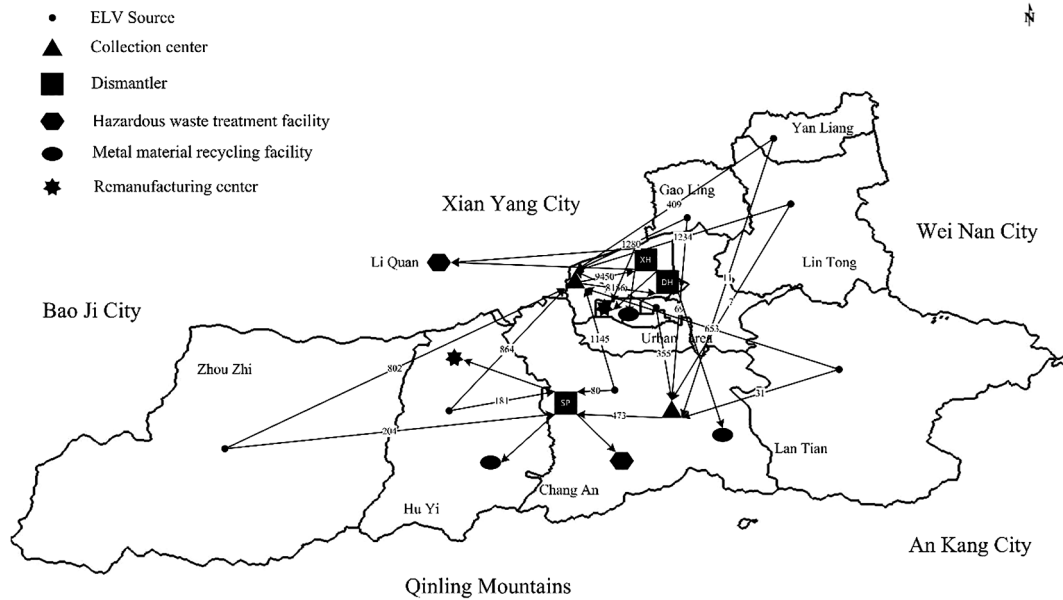 N
ELV Source
Collection center
Dismantler
Hazardous waste treatment facility
Metal material recycling facility
Remanufacturing center
Yan Liang
Gao Ling
409
Xian Yang City
Wei Nan City
1280
1234
Li Quan
XH
Lin Tong
9450
11
DH
8156
Bao Ji City
7
69
653
Urban area
1145
864
355
Zhou Zhi
802
80
31
181
SP
473
204
Lan Tian
Chang An
Hu Yi
An Kang City
Qinling Mountains